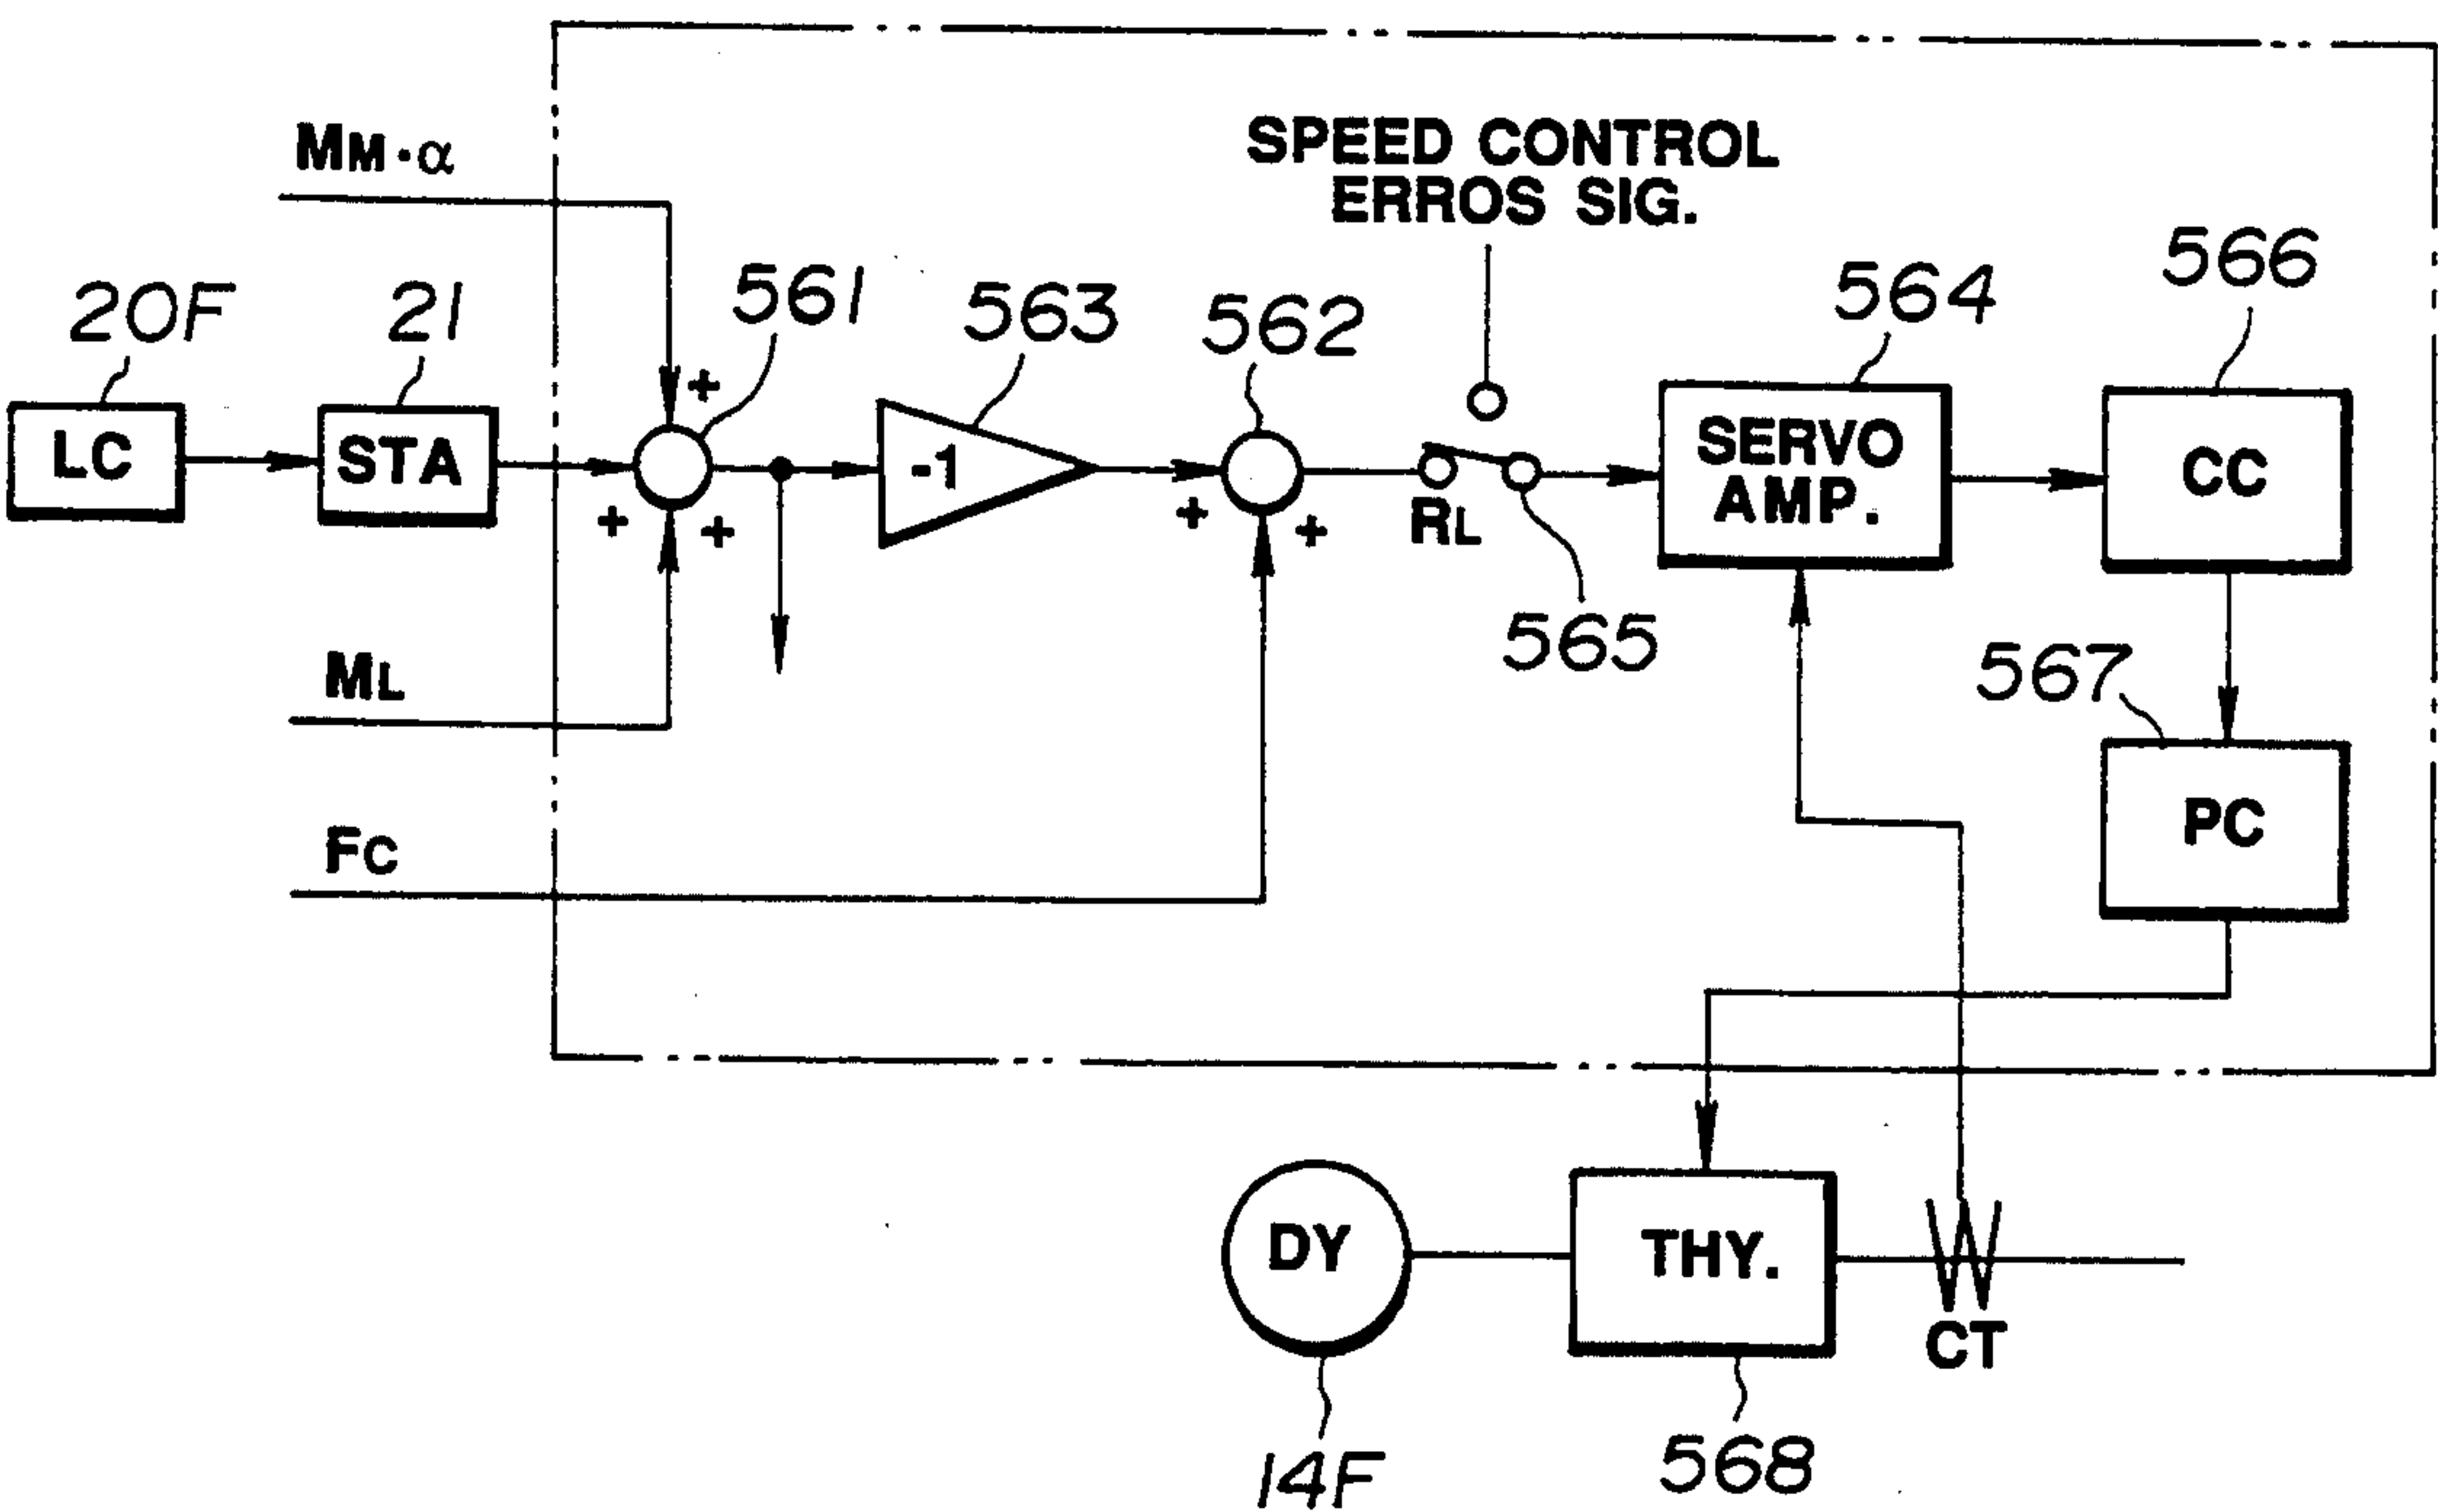 MM·α
SPEED CONTROL
ERROS SIG.
20F
21
561
563
562
564
566
LC
STA
+
-1
SERVO
AMP.
CC
+
+
+
+
RL
565
ML
567
FC
PC
DY
THY.
CT
14F
568